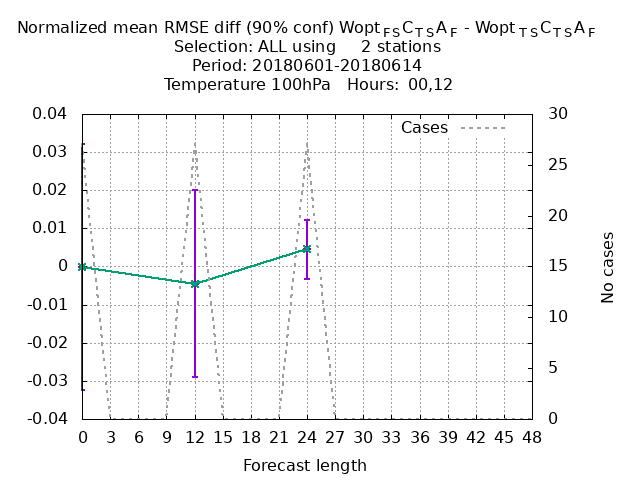 Normalized mean RMSE diff (90% conf) Wopt FS C TS A F - Wopt TS C TS A F
Selection: ALL using 2 stations
Period: 20180601-20180614
Temperature 100hPa Hours: 00,12
Cases
0.04
0.03
0.02
0.01
0
-0.01
-0.02
-0.03
-0.04
30
25
20
15
10
5
0
No cases
0 3 6 9 12 15 18 21 24 27 30 33 36 39 42 45 48
Forecast length